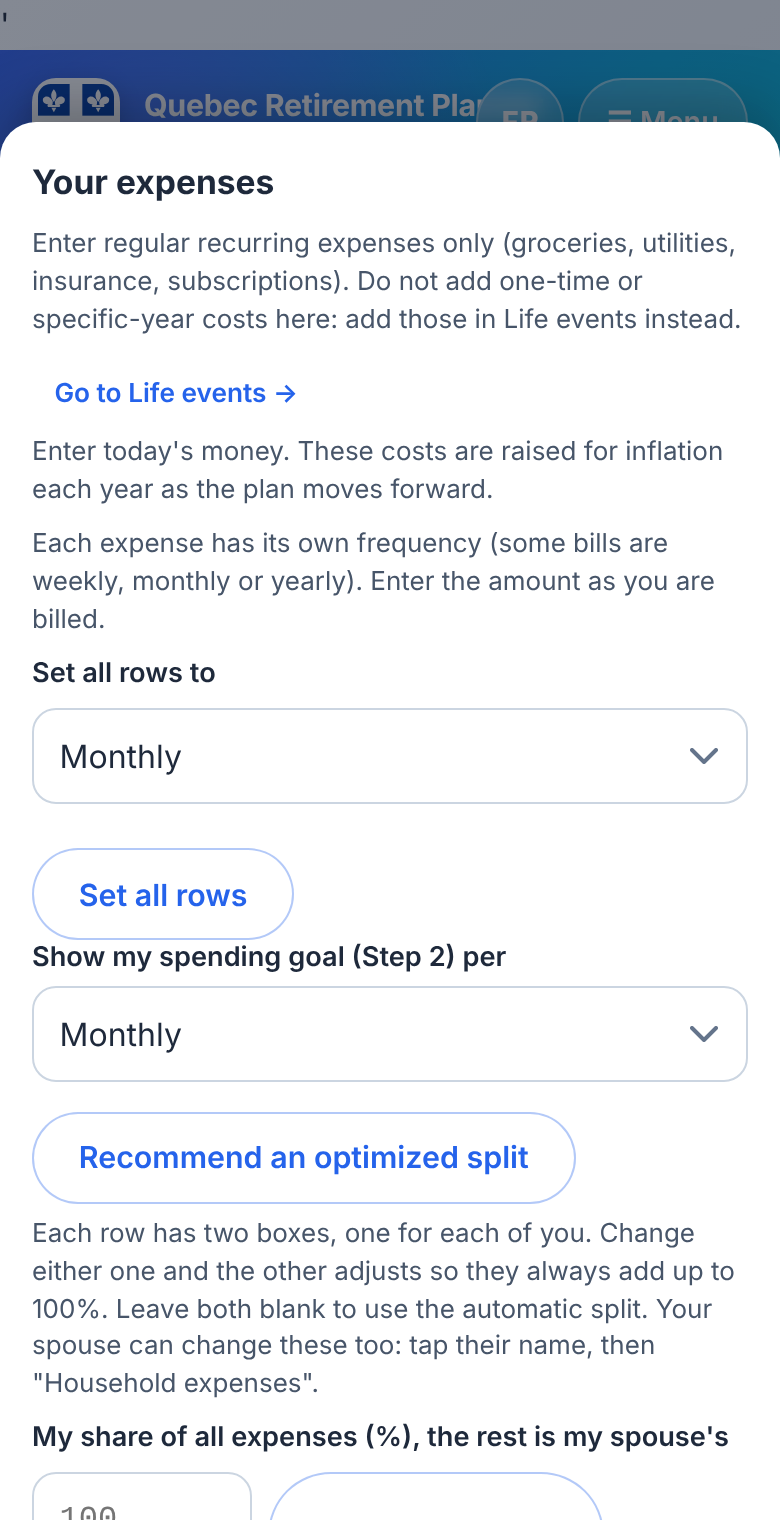 '
Quebec Retirement Pla
FR
☰ Menu
Your expenses
Enter regular recurring expenses only (groceries, utilities,
insurance, subscriptions). Do not add one-time or
specific-year costs here: add those in Life events instead.
Go to Life events →
Enter today's money. These costs are raised for inflation
each year as the plan moves forward.
Each expense has its own frequency (some bills are
weekly, monthly or yearly). Enter the amount as you are
billed.
Set all rows to
Monthly
Set all rows
Show my spending goal (Step 2) per
Monthly
Recommend an optimized split
Each row has two boxes, one for each of you. Change
either one and the other adjusts so they always add up to
100%. Leave both blank to use the automatic split. Your
spouse can change these too: tap their name, then
"Household expenses".
My share of all expenses (%), the rest is my spouse's
100